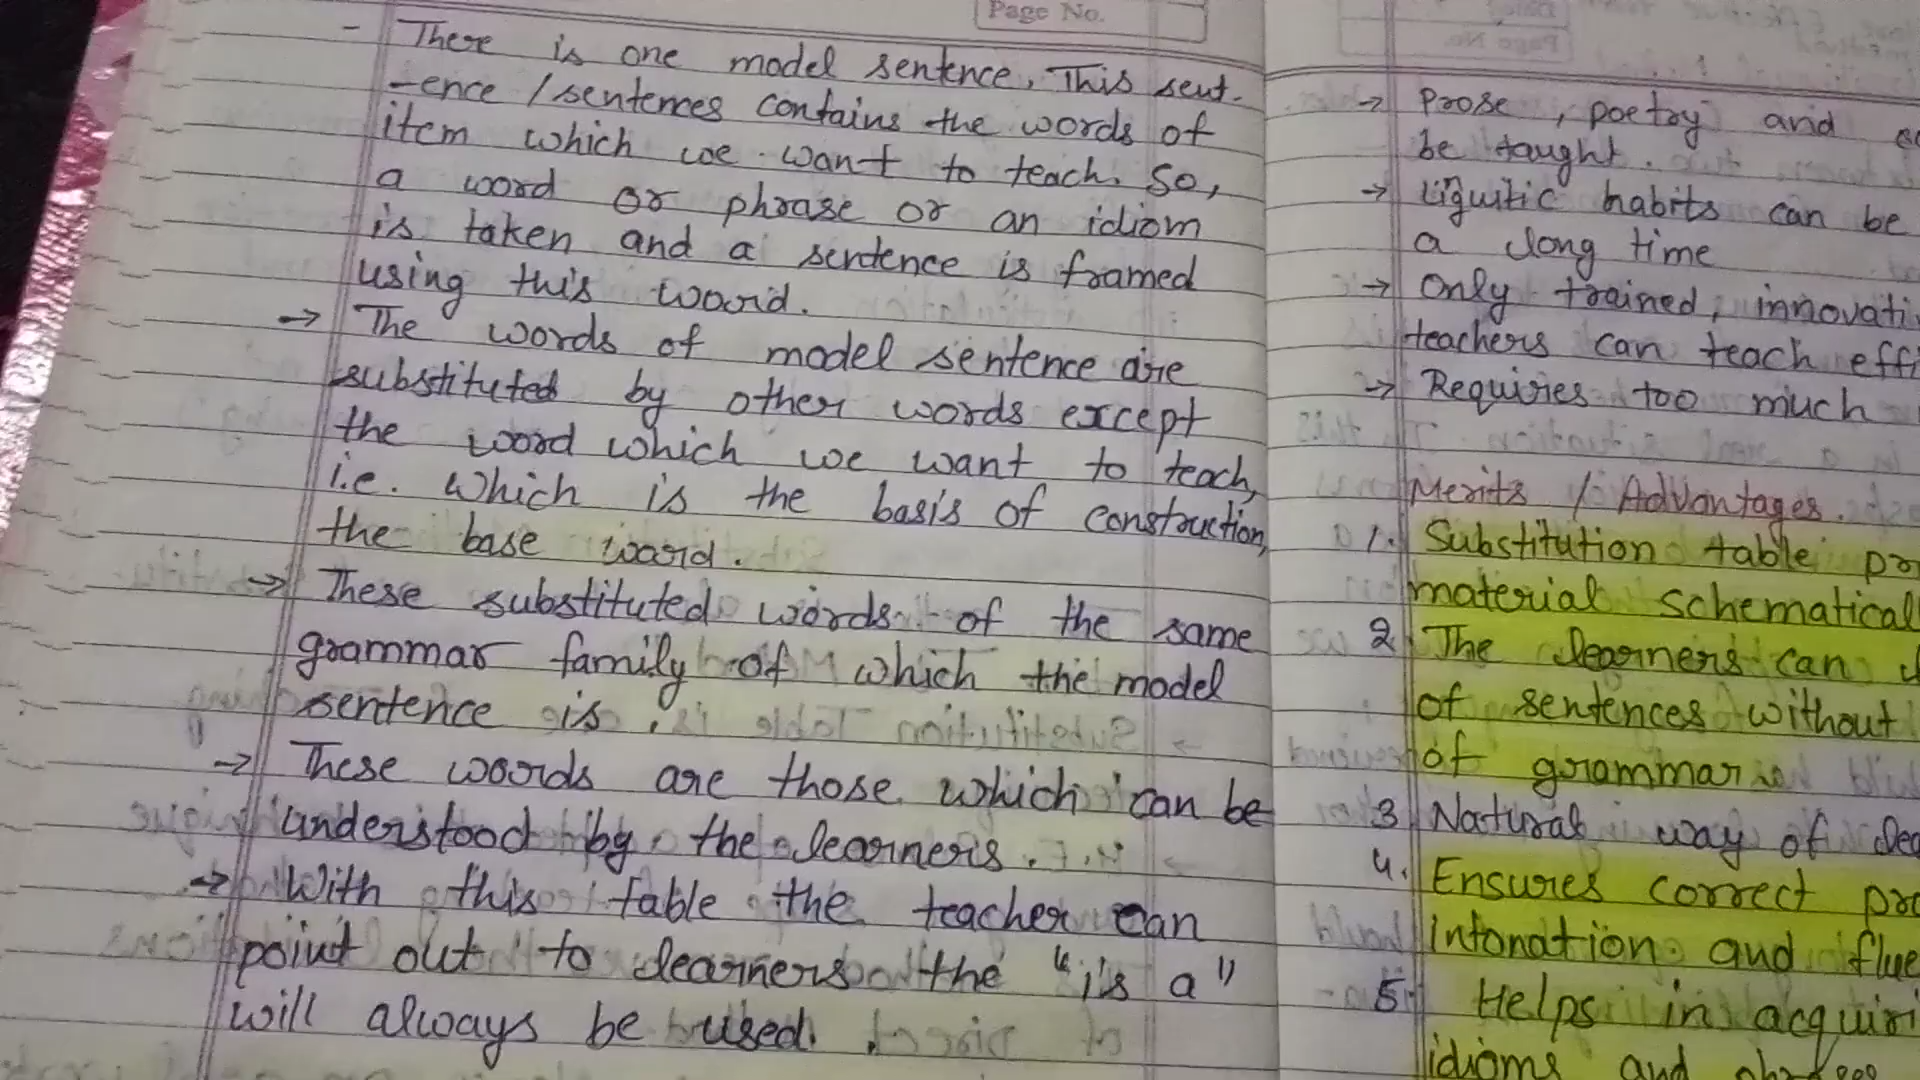 Page No.
- There is one model sentence. This sent-
-ence / sentences contains the words of
item which we want to teach. So,
a word or phrase or an idiom
is taken and a sentence is framed
using this word.
→ The words of model sentence are
substituted by other words except
the word which we want to teach,
i.e. which is the basis of construction,
the base word.
→ These substituted words of the same
grammar family of which the model
sentence is.
→ These words are those which can be
understood by the learners.
→ With this table the teacher can
point out to learners the "is a"
will always be used.
→ Prose, poetry and
be taught.
→ Liguitic habits can be
a long time
→ Only trained, innovati
teachers can teach effi
→ Requires too much
Merits / Advantages.
1. Substitution table pr
material schematical
2. The learners can
of sentences without
of grammar
3 Natural way of lea
4. Ensures correct pro
intonation and flue
5. Helps in acquiri
idioms and phrases